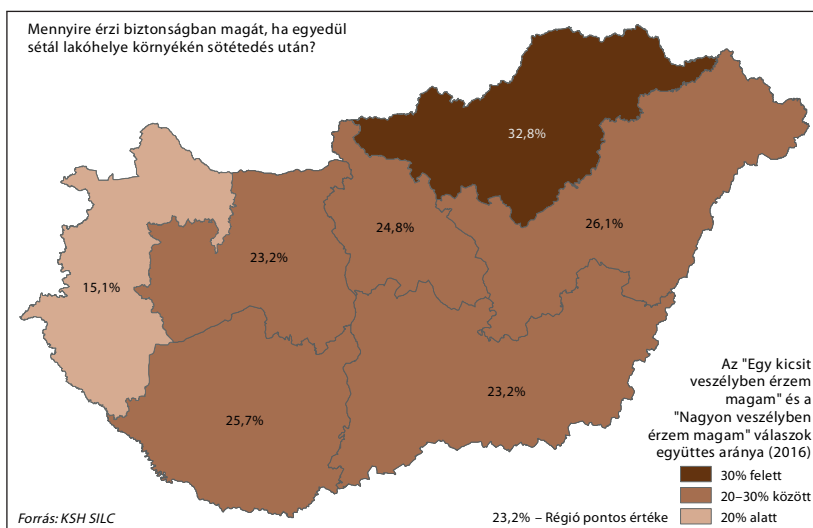 Mennyire érzi biztonságban magát, ha egyedül
sétál lakóhelye környékén sötétedés után?
32,8%
26,1%
24,8%
23,2%
15,1%
25,7%
23,2%
Az "Egy kicsit
veszélyben érzem
magam" és a
"Nagyon veszélyben
érzem magam" válaszok
együttes aránya (2016)
30% felett
20–30% között
20% alatt
23,2% – Régió pontos értéke
Forrás: KSH SILC